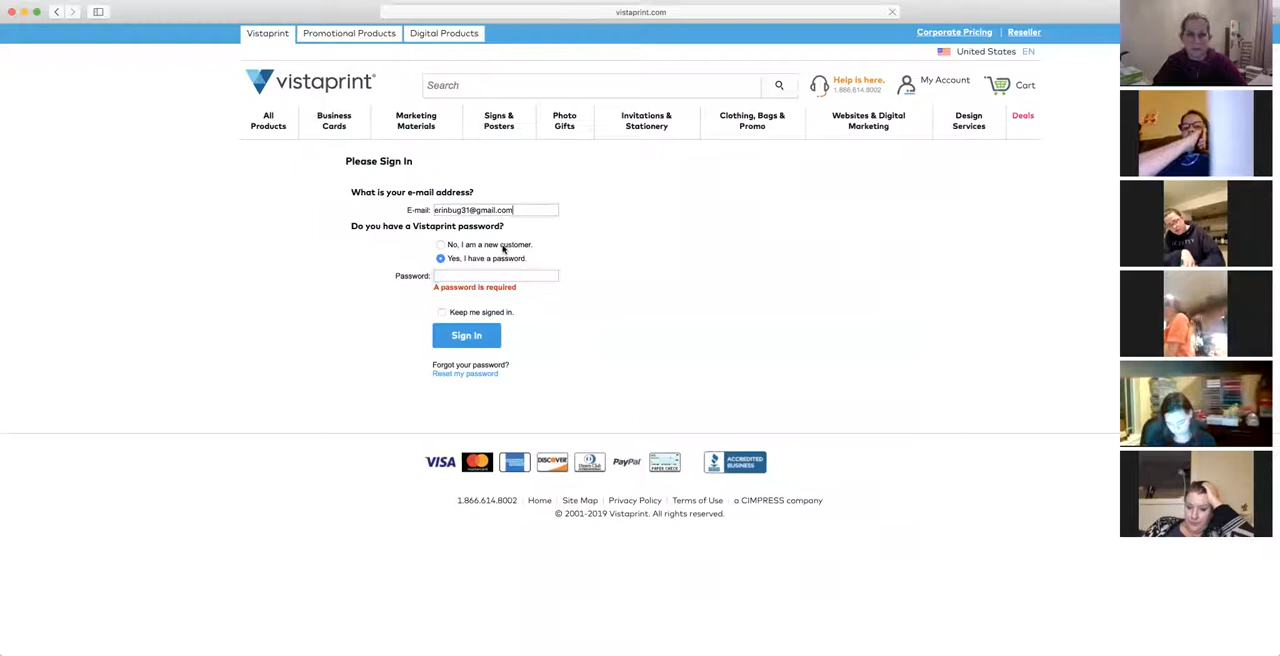 vistaprint.com
Vistaprint
Promotional Products
Digital Products
Corporate Pricing | Reseller
United States EN
vistaprint
Search
Help is here.
1.866.614.8002
My Account
Cart
All Products
Business Cards
Marketing Materials
Signs & Posters
Photo Gifts
Invitations & Stationery
Clothing, Bags & Promo
Websites & Digital Marketing
Design Services
Deals
Please Sign In
What is your e-mail address?
E-mail: erinbug31@gmail.com
Do you have a Vistaprint password?
No, I am a new customer.
Yes, I have a password.
Password:
A password is required
Keep me signed in.
Sign In
Forgot your password?
Reset my password
VISA DISCOVER PayPal ACCREDITED BUSINESS
1.866.614.8002 | Home | Site Map | Privacy Policy | Terms of Use | a CIMPRESS company
© 2001-2019 Vistaprint. All rights reserved.